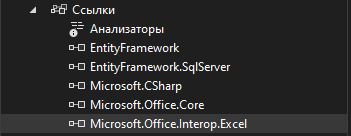 Ссылки
Анализаторы
EntityFramework
EntityFramework.SqlServer
Microsoft.CSharp
Microsoft.Office.Core
Microsoft.Office.Interop.Excel